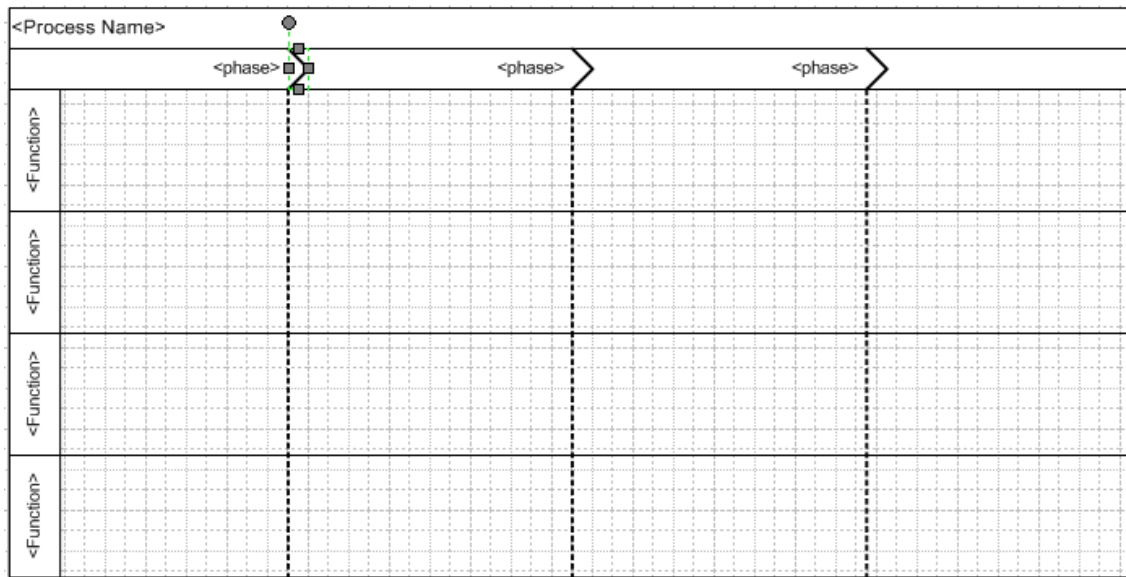 <Process Name>
<phase>
<phase>
<phase>
<Function>
<Function>
<Function>
<Function>